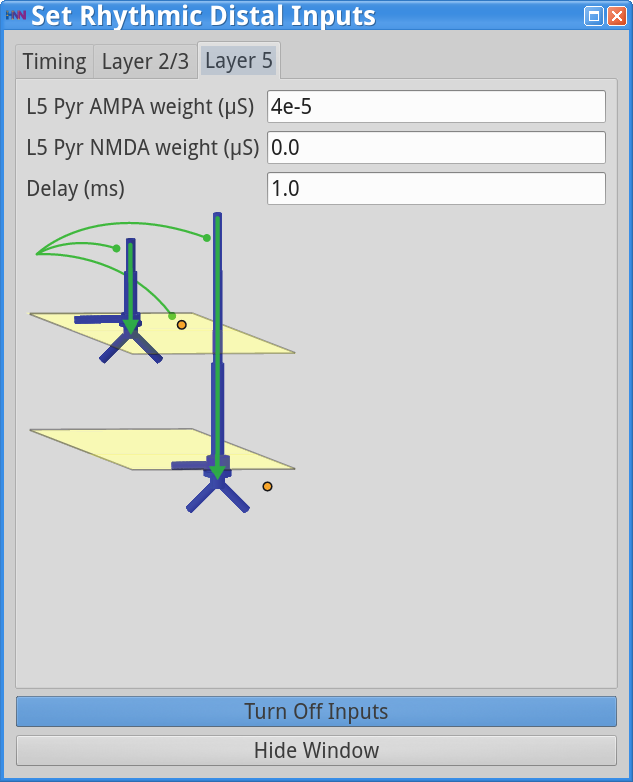 HNN Set Rhythmic Distal Inputs
Timing Layer 2/3 Layer 5
L5 Pyr AMPA weight (µS) 4e-5
L5 Pyr NMDA weight (µS) 0.0
Delay (ms) 1.0
Turn Off Inputs
Hide Window